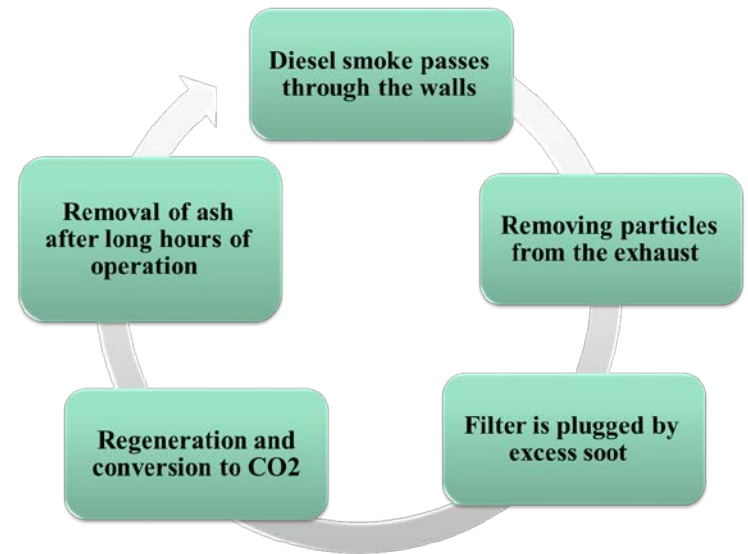 Diesel smoke passes
through the walls
Removing particles
from the exhaust
Filter is plugged by
excess soot
Regeneration and
conversion to CO2
Removal of ash
after long hours of
operation